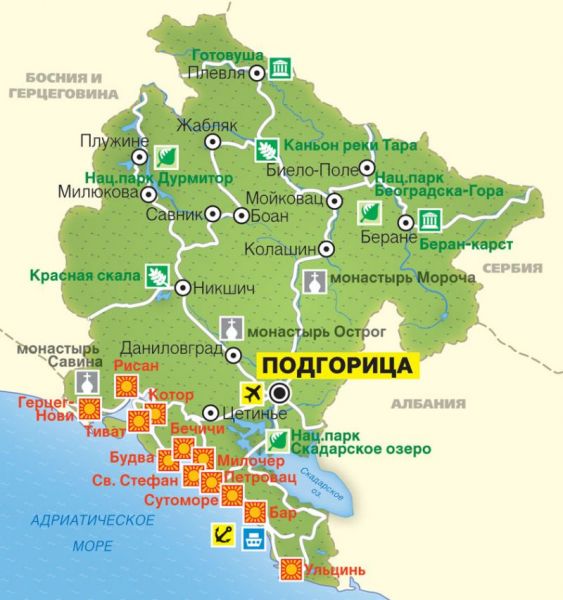 БОСНИЯ И
ГЕРЦЕГОВИНА
Готовуша
Плевля
Жабляк
Плужине
Каньон реки Тара
Биело-Поле
Нац.парк Дурмитор
Нац.парк
Београдска-Гора
Милюкова
Мойковац
Савник
Боан
Беране
Беран-карст
Колашин
СЕРБИЯ
Красная скала
монастырь Мороча
Никшич
монастырь Острог
Даниловград
монастырь
Савина
ПОДГОРИЦА
Рисан
Котор
АЛБАНИЯ
Герцег-
Нови
Цетинье
Тиват
Бечичи
Нац.парк
Скадарское озеро
Будва
Милочер
Св. Стефан
Петровац
Скадарское
оз.
Сутоморе
Бар
АДРИАТИЧЕСКОЕ
МОРЕ
Ульцинь